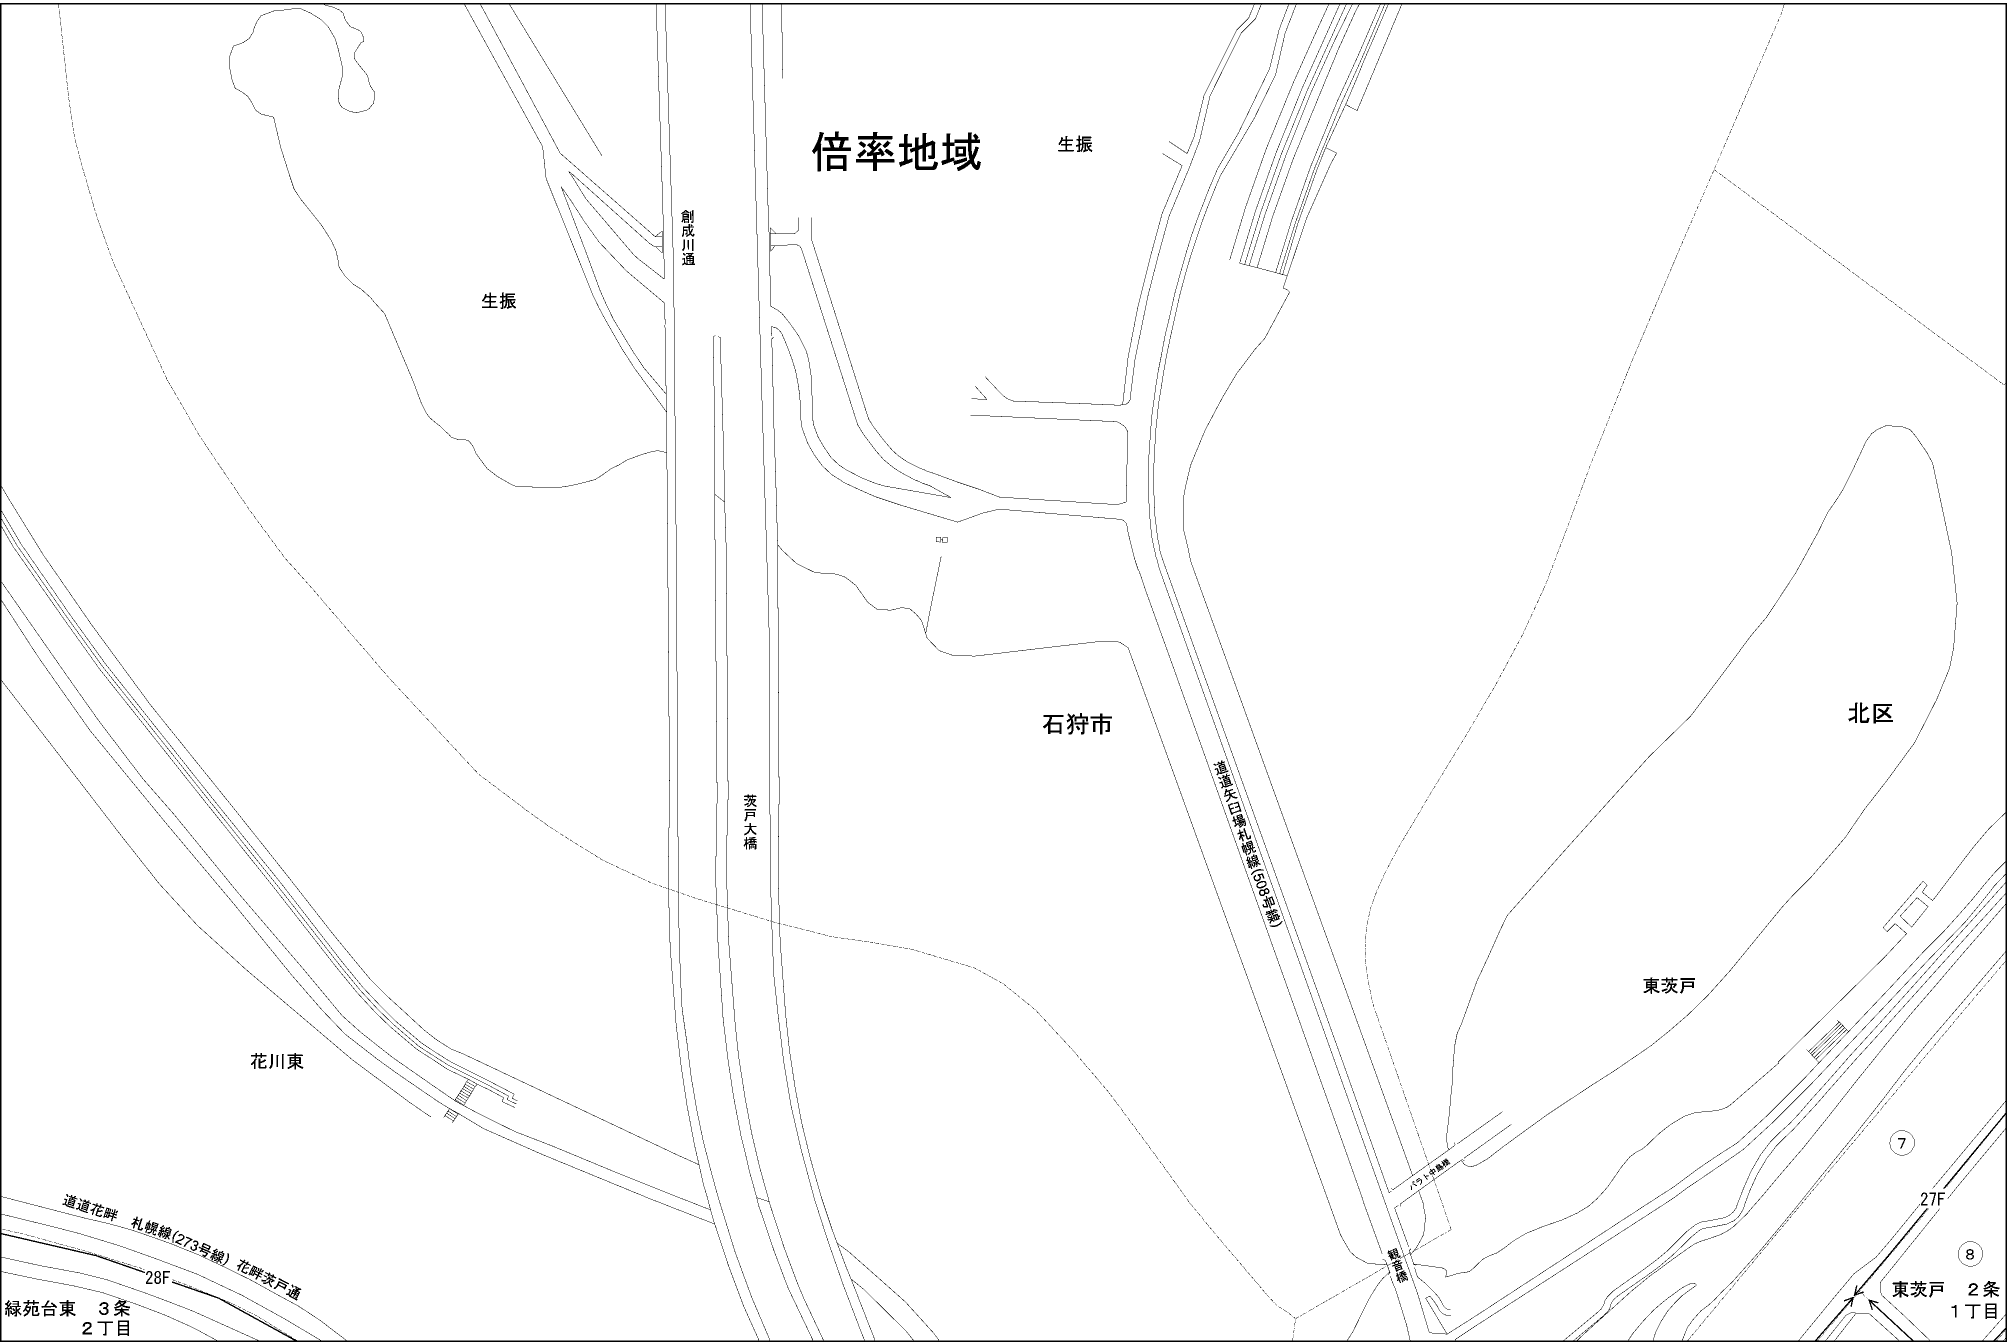 倍率地域
生振
創成川通
生振
石狩市
北区
道道矢臼場札幌線(508号線)
茨戸大橋
東茨戸
花川東
⑦
パラト中島橋
27F
道道花畔　札幌線(273号線)　花畔茨戸通
観音橋
⑧
28F
東茨戸　２条
１丁目
緑苑台東　３条
２丁目